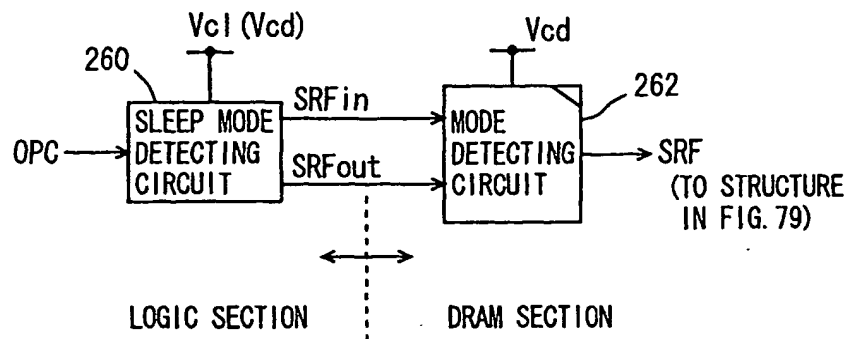 Vcl(Vcd)
Vcd
260
262
SRFin
SLEEP MODE
DETECTING
CIRCUIT
MODE
DETECTING
CIRCUIT
OPC
SRF
SRFout
(TO STRUCTURE
IN FIG. 79)
LOGIC SECTION
DRAM SECTION